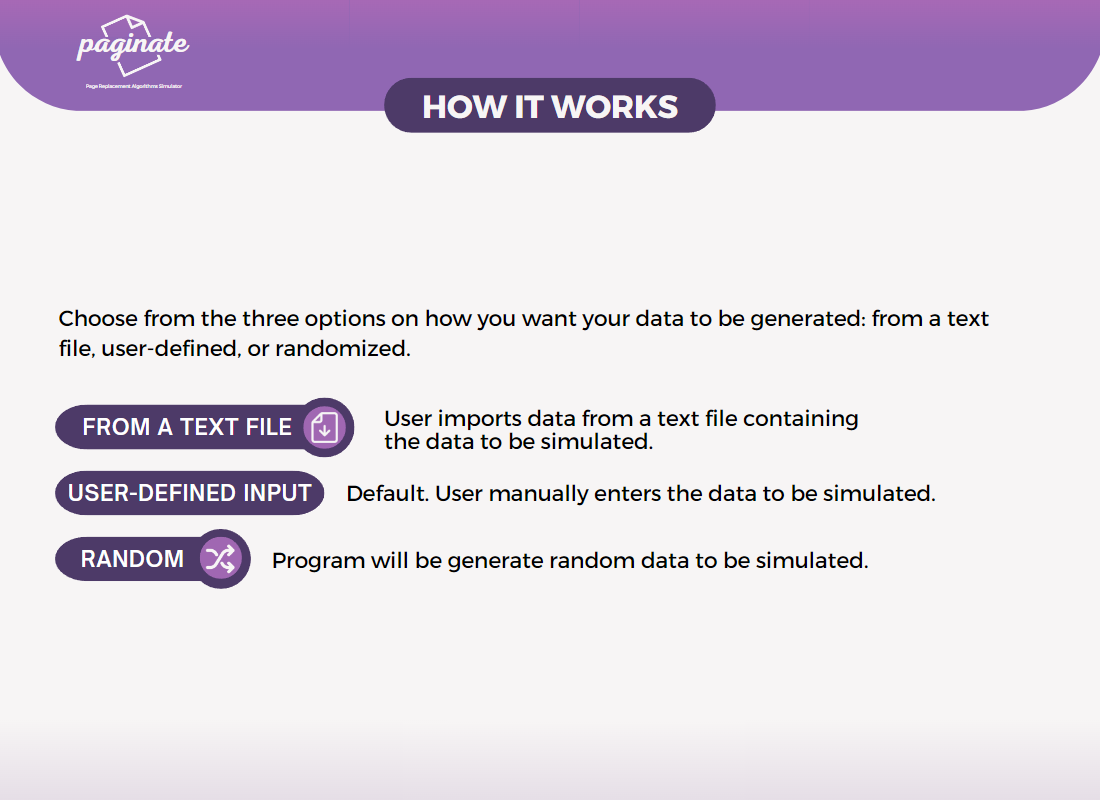 paginate
Page Replacement Algorithms Simulator
HOW IT WORKS
Choose from the three options on how you want your data to be generated: from a text
file, user-defined, or randomized.
FROM A TEXT FILE
User imports data from a text file containing
the data to be simulated.
USER-DEFINED INPUT
Default. User manually enters the data to be simulated.
RANDOM
Program will be generate random data to be simulated.